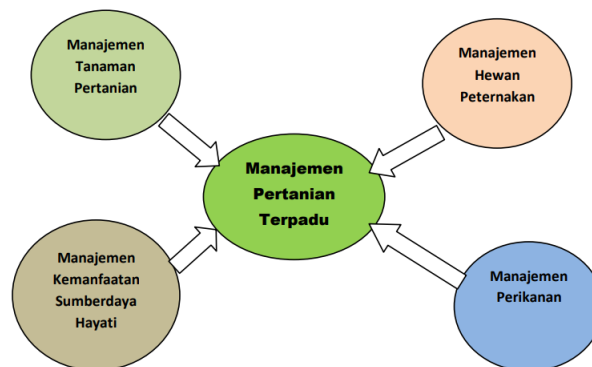 Manajemen
Tanaman
Pertanian
Manajemen
Hewan
Peternakan
Manajemen
Pertanian
Terpadu
Manajemen
Kemanfaatan
Sumberdaya
Hayati
Manajemen
Perikanan